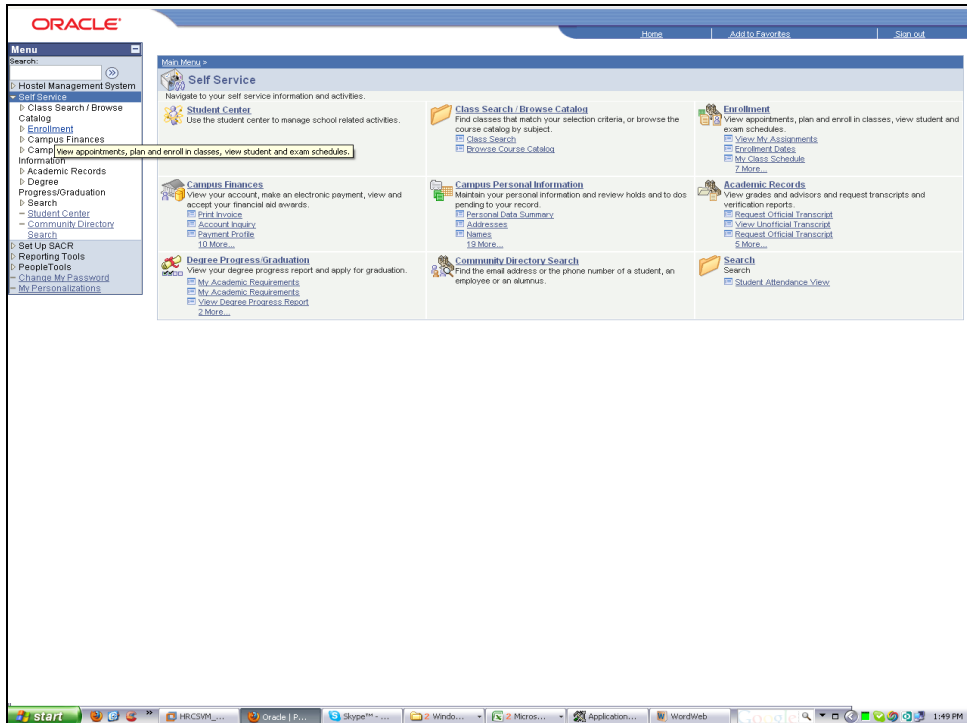 ORACLE
Home
Add to Favorites
Sign out
Menu
Search:
Hostel Management System
Self Service
Class Search / Browse
Catalog
Enrollment
Campus Finances
Camp
View appointments, plan and enroll in classes, view student and exam schedules.
Information
Academic Records
Degree
Progress/Graduation
Search
Student Center
Community Directory
Search
Set Up SACR
Reporting Tools
PeopleTools
Change My Password
My Personalizations
Main Menu >
Self Service
Navigate to your self service information and activities.
Student Center
Use the student center to manage school related activities.
Class Search / Browse Catalog
Find classes that match your selection criteria, or browse the
course catalog by subject.
Class Search
Browse Course Catalog
Enrollment
View appointments, plan and enroll in classes, view student and
exam schedules.
View My Assignments
Enrollment Dates
My Class Schedule
7 More...
Campus Finances
View your account, make an electronic payment, view and
accept your financial aid awards.
Print Invoice
Account Inquiry
Payment Profile
10 More...
Campus Personal Information
Maintain your personal information and review holds and to dos
pending to your record.
Personal Data Summary
Addresses
Names
19 More...
Academic Records
View grades and advisors and request transcripts and
verification reports.
Request Official Transcript
View Unofficial Transcript
Request Official Transcript
5 More...
Degree Progress/Graduation
View your degree progress report and apply for graduation.
My Academic Requirements
My Academic Requirements
View Degree Progress Report
2 More...
Community Directory Search
Find the email address or the phone number of a student, an
employee or an alumnus.
Search
Search
Student Attendance View
start
HRCSVM_...
Oracle | P...
Skype™ - ...
2 Windo...
2 Micros...
Application...
WordWeb
Google
1:49 PM